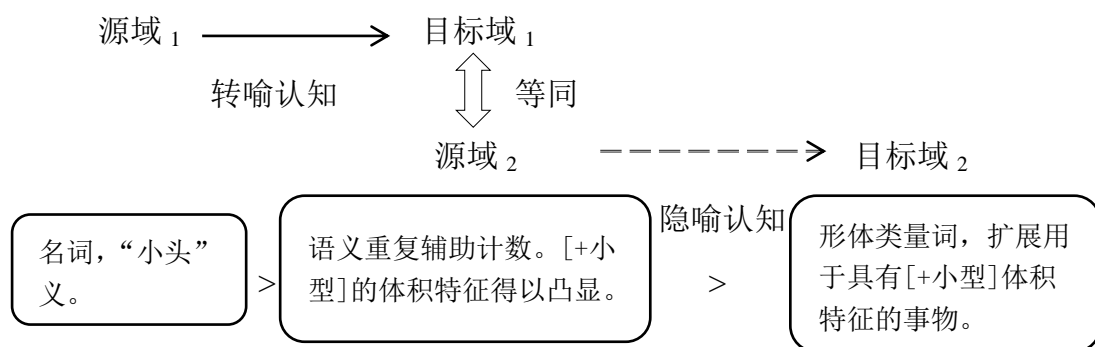 源域1 目标域1
转喻认知 等同
源域2 目标域2
隐喻认知
名词，“小头”
义。
>
语义重复辅助计数。[+小
型]的体积特征得以凸显。
>
形体类量词，扩展用
于具有[+小型]体积
特征的事物。